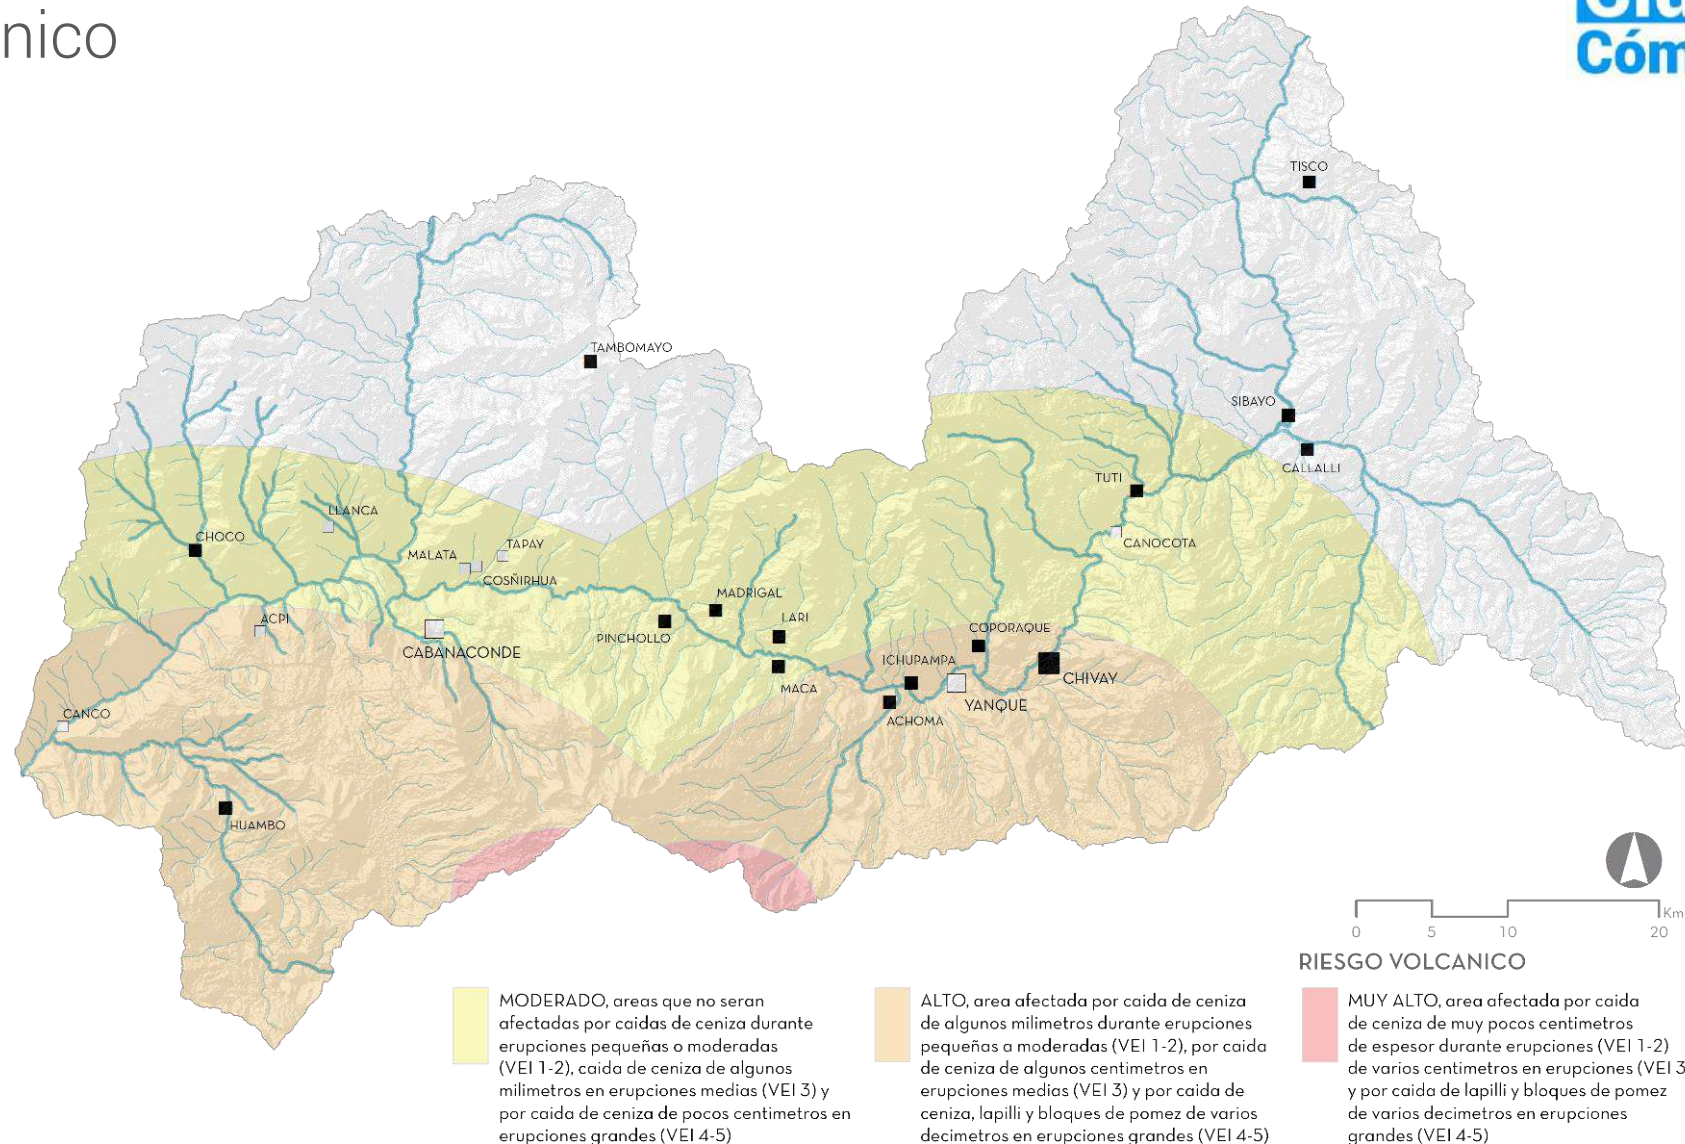 nico
Cóm
TISCO
TAMBOMAYO
SIBAYO
CALLALLI
TUTI
LLANCA
CHOCO
CANOCOTA
TAPAY
MALATA
COSÑIRHUA
MADRIGAL
ACPI
LARI
COPORAQUE
PINCHOLLO
CABANACONDE
ICHUPAMPA
CHIVAY
MACA
YANQUE
CANCO
ACHOMA
HUAMBO
Km
0 5 10 20
RIESGO VOLCANICO
MODERADO, areas que no seran
afectadas por caidas de ceniza durante
erupciones pequeñas o moderadas
(VEI 1-2), caida de ceniza de algunos
milimetros en erupciones medias (VEI 3) y
por caida de ceniza de pocos centimetros en
erupciones grandes (VEI 4-5)
ALTO, area afectada por caida de ceniza
de algunos milimetros durante erupciones
pequeñas a moderadas (VEI 1-2), por caida
de ceniza de algunos centimetros en
erupciones medias (VEI 3) y por caida de
ceniza, lapilli y bloques de pomez de varios
decimetros en erupciones grandes (VEI 4-5)
MUY ALTO, area afectada por caida
de ceniza de muy pocos centimetros
de espesor durante erupciones (VEI 1-2)
de varios centimetros en erupciones (VEI 3
y por caida de lapilli y bloques de pomez
de varios decimetros en erupciones
grandes (VEI 4-5)